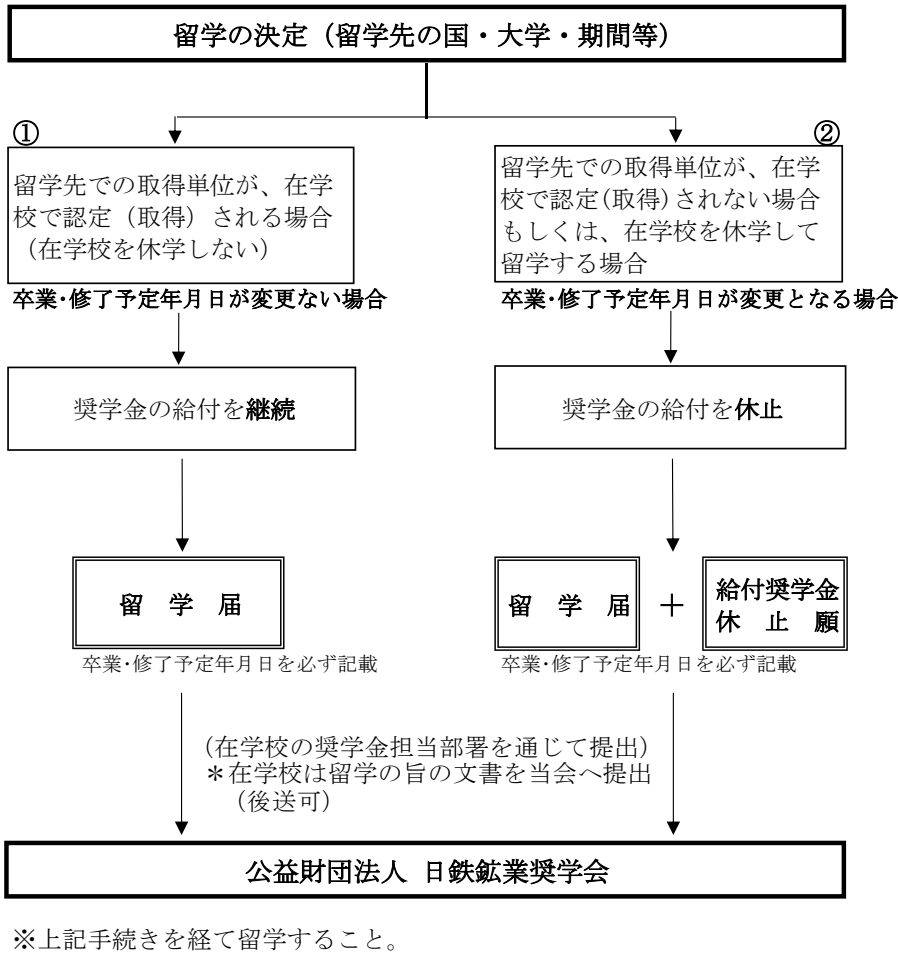 留学の決定（留学先の国・大学・期間等）
①
留学先での取得単位が、在学
校で認定（取得）される場合
（在学校を休学しない）
卒業･修了予定年月日が変更ない場合
奨学金の給付を継続
留　学　届
卒業･修了予定年月日を必ず記載
②
留学先での取得単位が、在学
校で認定(取得)されない場合
もしくは、在学校を休学して
留学する場合
卒業･修了予定年月日が変更となる場合
奨学金の給付を休止
留　学　届　＋　給付奨学金
休　止　願
卒業･修了予定年月日を必ず記載
（在学校の奨学金担当部署を通じて提出）
＊在学校は留学の旨の文書を当会へ提出
（後送可）
公益財団法人 日鉄鉱業奨学会
※上記手続きを経て留学すること。